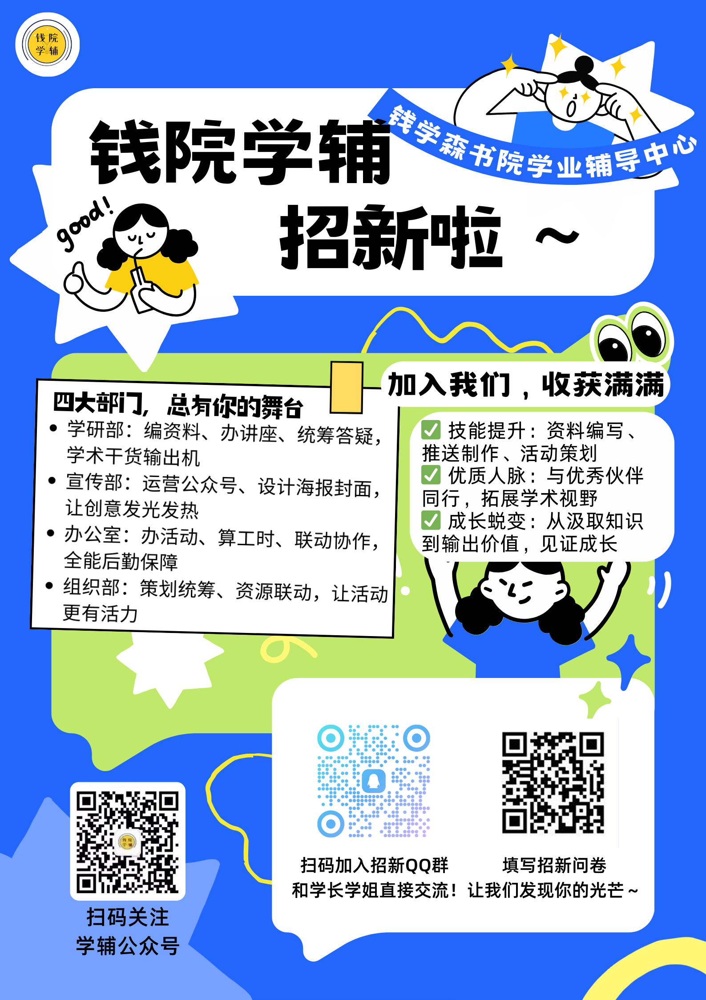 钱院
学辅
钱学森书院学业辅导中心
钱院学辅
招新啦 ~
good!
四大部门，总有你的舞台
• 学研部：编资料、办讲座、统筹答疑，
学术干货输出机
• 宣传部：运营公众号、设计海报封面，
让创意发光发热
• 办公室：办活动、算工时、联动协作，
全能后勤保障
• 组织部：策划统筹、资源联动，让活动
更有活力
加入我们，收获满满
✅ 技能提升：资料编写、
推送制作、活动策划
✅ 优质人脉：与优秀伙伴
同行，拓展学术视野
✅ 成长蜕变：从汲取知识
到输出价值，见证成长
扫码加入招新QQ群
和学长学姐直接交流！
填写招新问卷
让我们发现你的光芒~
钱院
学辅
扫码关注
学辅公众号